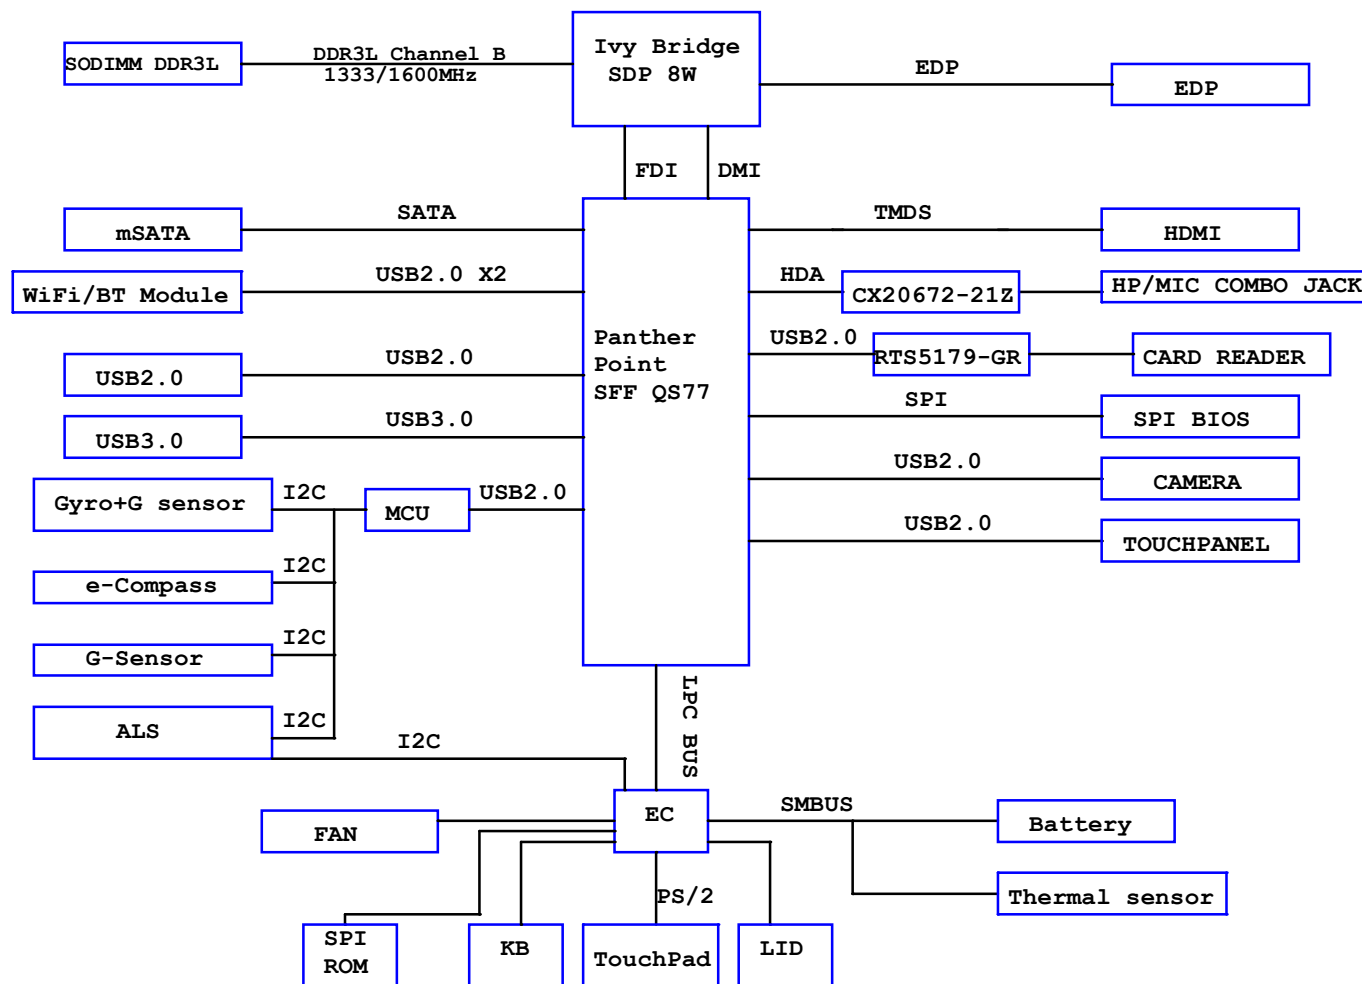 SODIMM DDR3L
DDR3L Channel B
1333/1600MHz
Ivy Bridge
SDP 8W
EDP
EDP
FDI
DMI
mSATA
SATA
TMDS
HDMI
WiFi/BT Module
USB2.0 X2
HDA
CX20672-21Z
HP/MIC COMBO JACK
Panther
Point
SFF QS77
USB2.0
USB2.0
USB2.0
RTS5179-GR
CARD READER
USB3.0
USB3.0
SPI
SPI BIOS
Gyro+G sensor
I2C
MCU
USB2.0
USB2.0
CAMERA
USB2.0
TOUCHPANEL
e-Compass
I2C
G-Sensor
I2C
ALS
I2C
I2C
LPC BUS
FAN
EC
SMBUS
Battery
Thermal sensor
PS/2
SPI
ROM
KB
TouchPad
LID